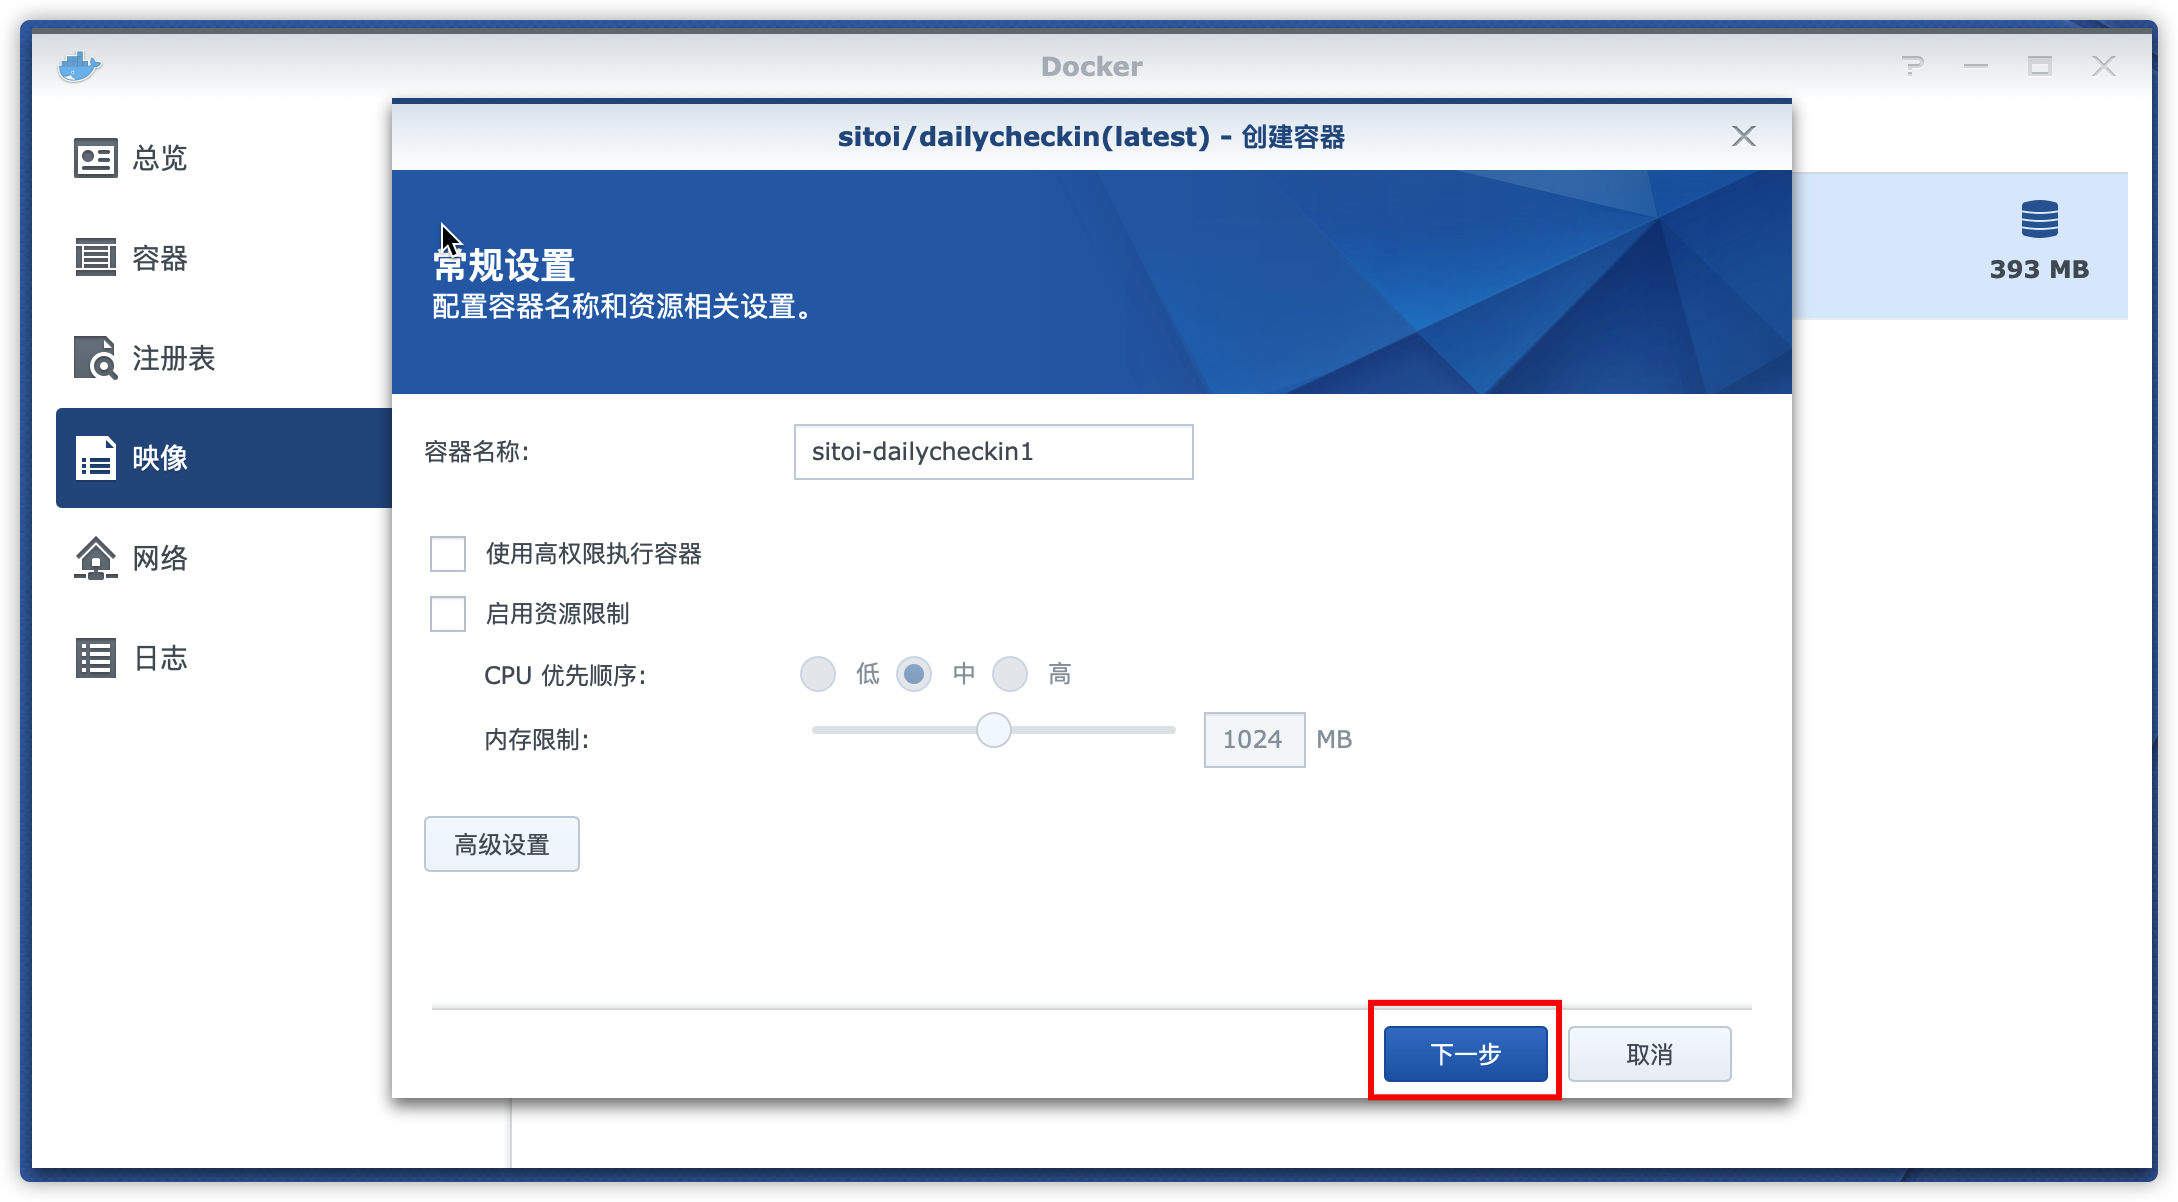 Docker
总览
容器
注册表
映像
网络
日志
393 MB
sitoi/dailycheckin(latest) - 创建容器
常规设置
配置容器名称和资源相关设置。
容器名称:
sitoi-dailycheckin1
使用高权限执行容器
启用资源限制
CPU 优先顺序:
低 中 高
内存限制:
1024 MB
高级设置
下一步 取消